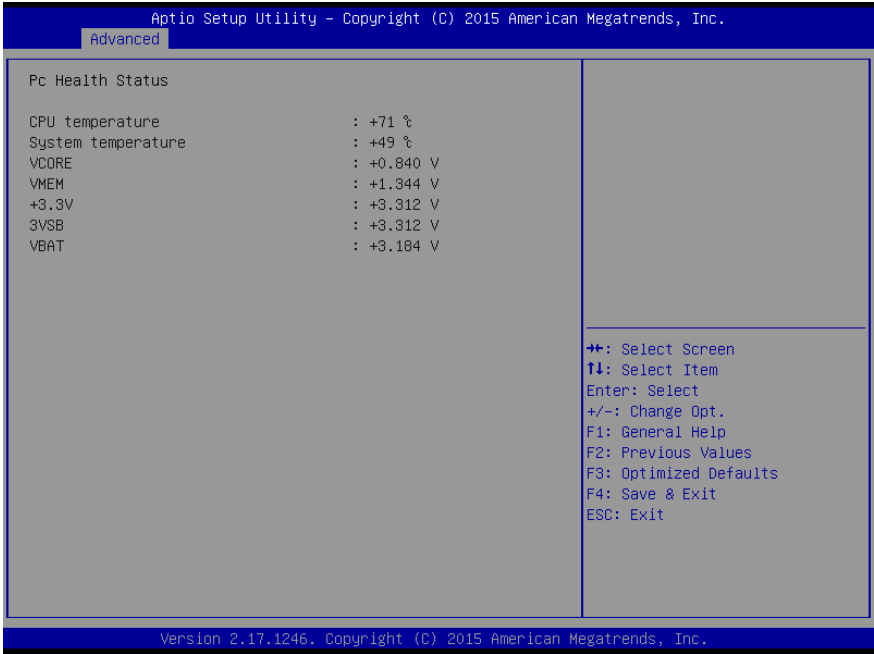 Aptio Setup Utility – Copyright (C) 2015 American Megatrends, Inc.
Advanced
Pc Health Status
CPU temperature : +71 ℃
System temperature : +49 ℃
VCORE : +0.840 V
VMEM : +1.344 V
+3.3V : +3.312 V
3VSB : +3.312 V
VBAT : +3.184 V
→←: Select Screen
↑↓: Select Item
Enter: Select
+/-: Change Opt.
F1: General Help
F2: Previous Values
F3: Optimized Defaults
F4: Save & Exit
ESC: Exit
Version 2.17.1246. Copyright (C) 2015 American Megatrends, Inc.